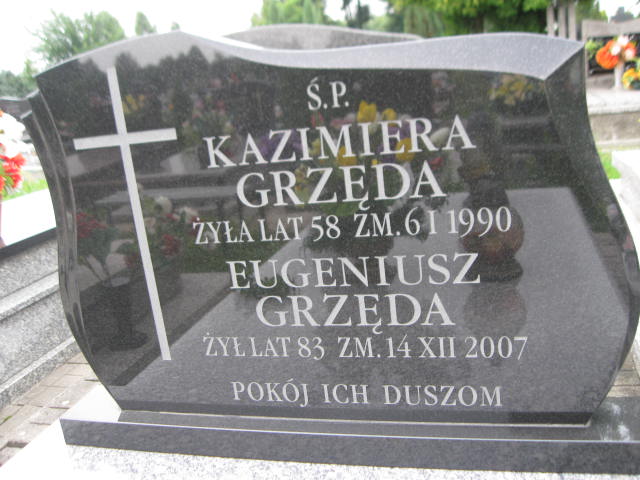 Ś.P.
KAZIMIERA
GRZĘDA
ŻYŁA LAT 58 ZM. 6 I 1990
EUGENIUSZ
GRZĘDA
ŻYŁ LAT 83 ZM. 14 XII 2007
POKÓJ ICH DUSZOM